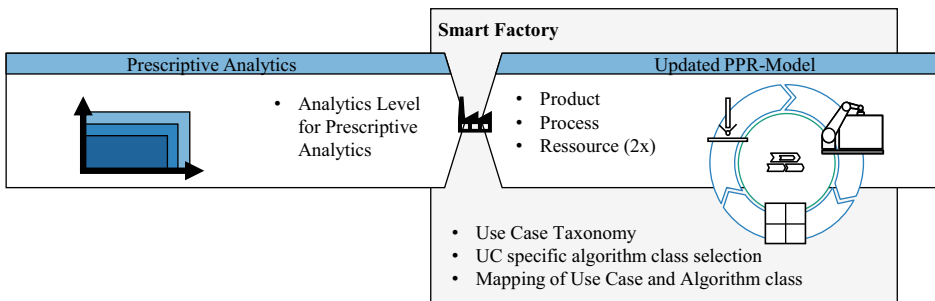 Smart Factory
Prescriptive Analytics
Updated PPR-Model
• Analytics Level
for Prescriptive
Analytics
• Product
• Process
• Ressource (2x)
• Use Case Taxonomy
• UC specific algorithm class selection
• Mapping of Use Case and Algorithm class